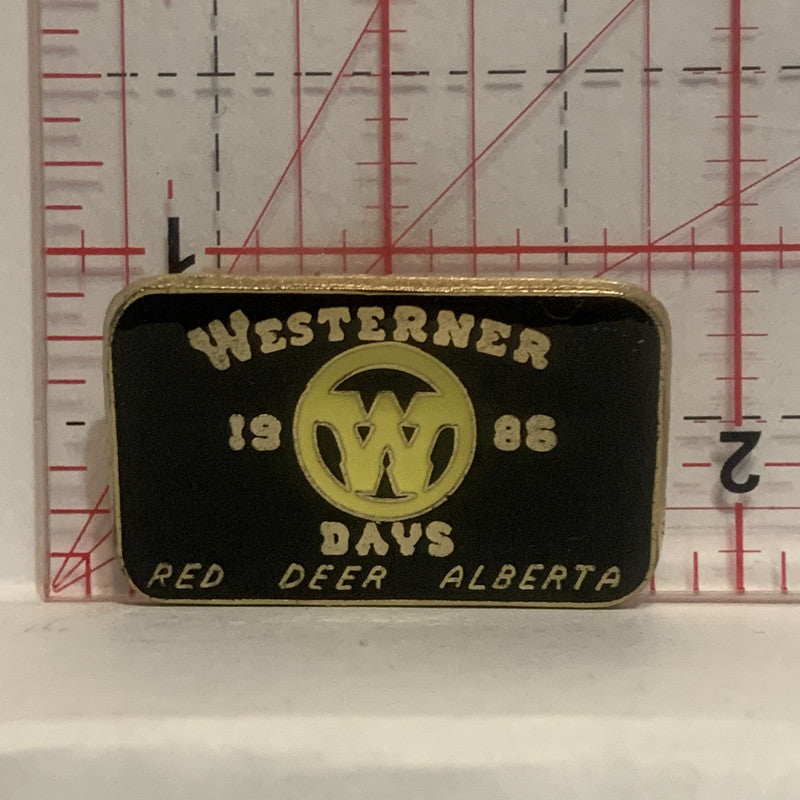 WESTERNER
19 W 86
DAYS
RED DEER ALBERTA
1
2